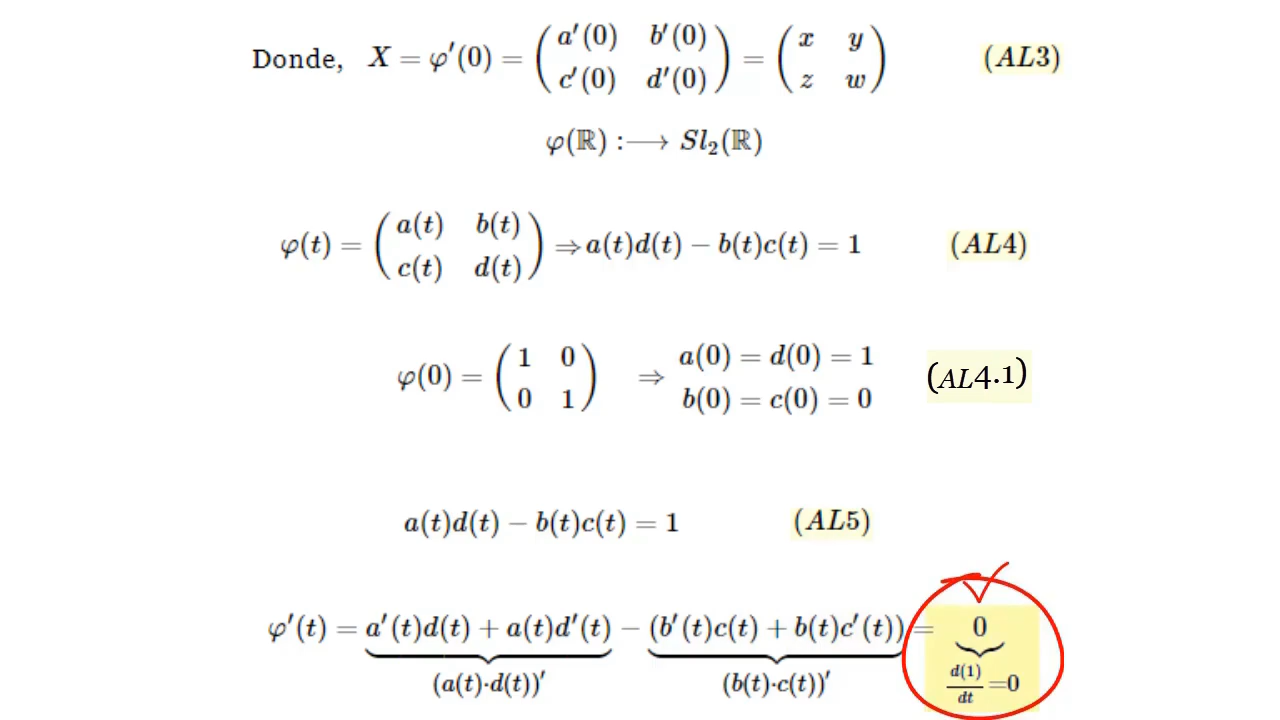 Donde, X = φ′(0) = ( a′(0) b′(0) c′(0) d′(0) ) = ( x y z w ) (AL3)
φ(ℝ) :⟶ Sl₂(ℝ)
φ(t) = ( a(t) b(t) c(t) d(t) ) ⇒ a(t)d(t) − b(t)c(t) = 1 (AL4)
φ(0) = ( 1 0 0 1 ) ⇒ a(0) = d(0) = 1 b(0) = c(0) = 0 (AL4.1)
a(t)d(t) − b(t)c(t) = 1 (AL5)
φ′(t) = a′(t)d(t) + a(t)d′(t) − (b′(t)c(t) + b(t)c′(t)) = 0
(a(t)·d(t))′ (b(t)·c(t))′ d(1)/dt =0